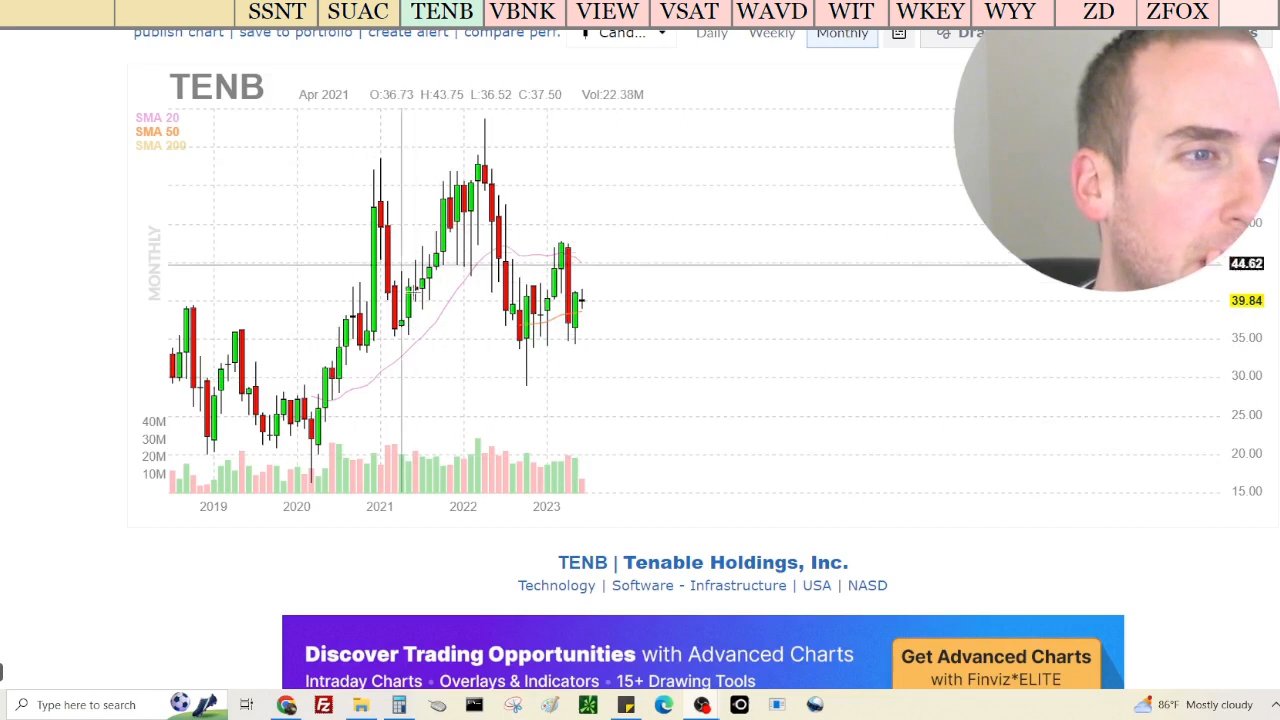 SSNT SUAC TENB VBNK VIEW VSAT WAVD WIT WKEY WYY ZD ZFOX
publish chart | save to portfolio | create alert | compare perf. Cand... Daily Weekly Monthly
TENB Apr 2021 O:36.73 H:43.75 L:36.52 C:37.50 Vol:22.38M
SMA 20
SMA 50
SMA 200
MONTHLY
44.62
39.84
35.00
30.00
25.00
20.00
15.00
40M
30M
20M
10M
2019 2020 2021 2022 2023
TENB | Tenable Holdings, Inc.
Technology | Software - Infrastructure | USA | NASD
Discover Trading Opportunities with Advanced Charts
Intraday Charts • Overlays & Indicators • 15+ Drawing Tools
Get Advanced Charts
with Finviz*ELITE
Type here to search
86°F Mostly cloudy